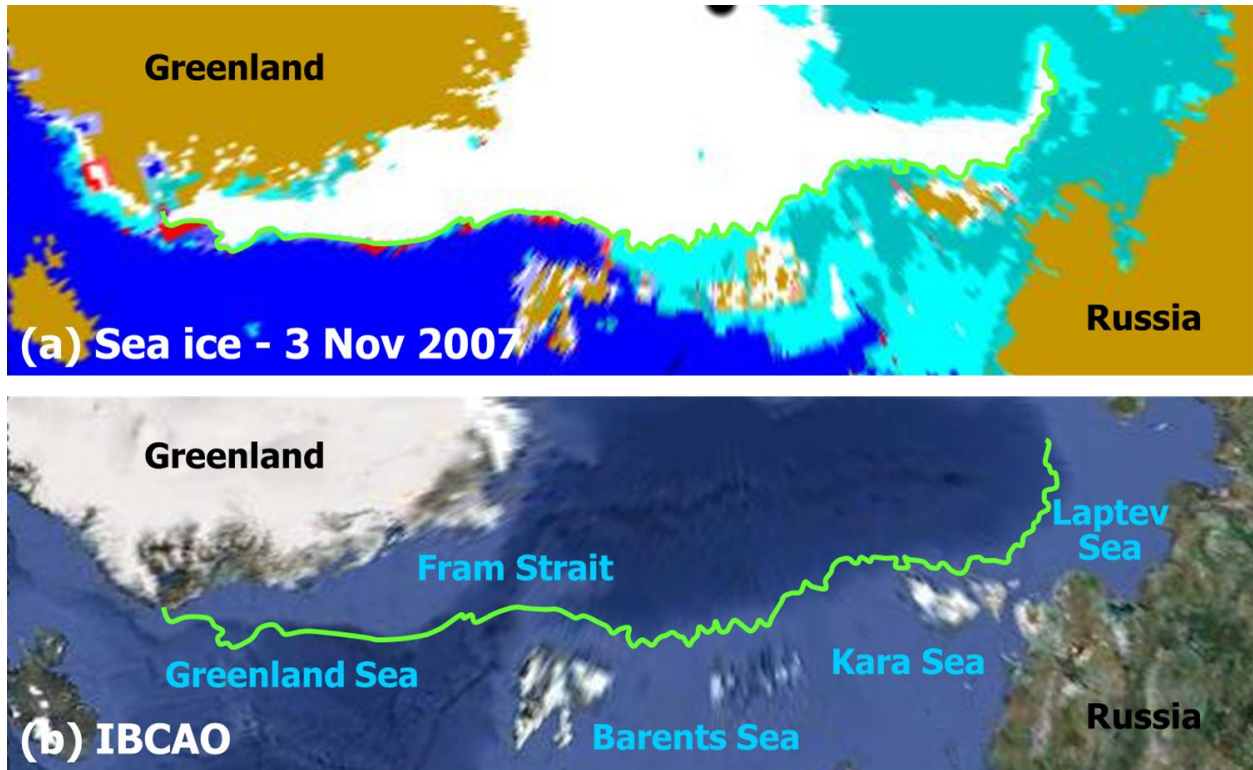 Greenland
Russia
(a) Sea ice - 3 Nov 2007
Greenland
Laptev
Sea
Fram Strait
Kara Sea
Greenland Sea
Russia
Barents Sea
(b) IBCAO